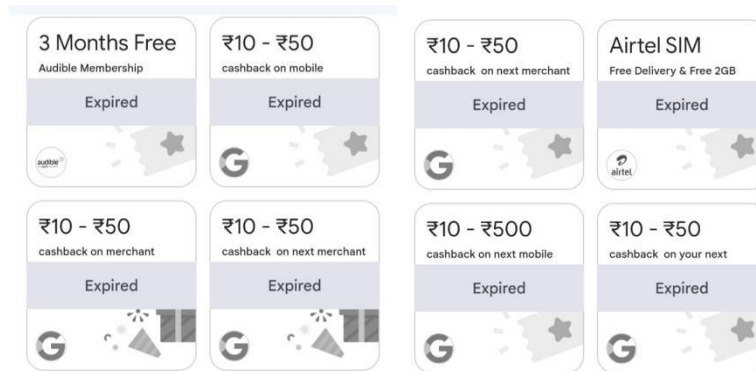 3 Months Free
Audible Membership
Expired
audible
₹10 - ₹50
cashback on mobile
Expired
G
₹10 - ₹50
cashback on next merchant
Expired
G
Airtel SIM
Free Delivery & Free 2GB
Expired
airtel
₹10 - ₹50
cashback on merchant
Expired
G
₹10 - ₹50
cashback on next merchant
Expired
G
₹10 - ₹500
cashback on next mobile
Expired
G
₹10 - ₹50
cashback on your next
Expired
G